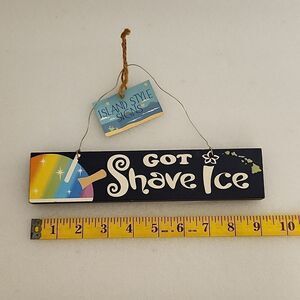 ISLAND STYLE
SIGNS
GOT
Shave Ice
1 2 3 4 5 6 7 8 9 10